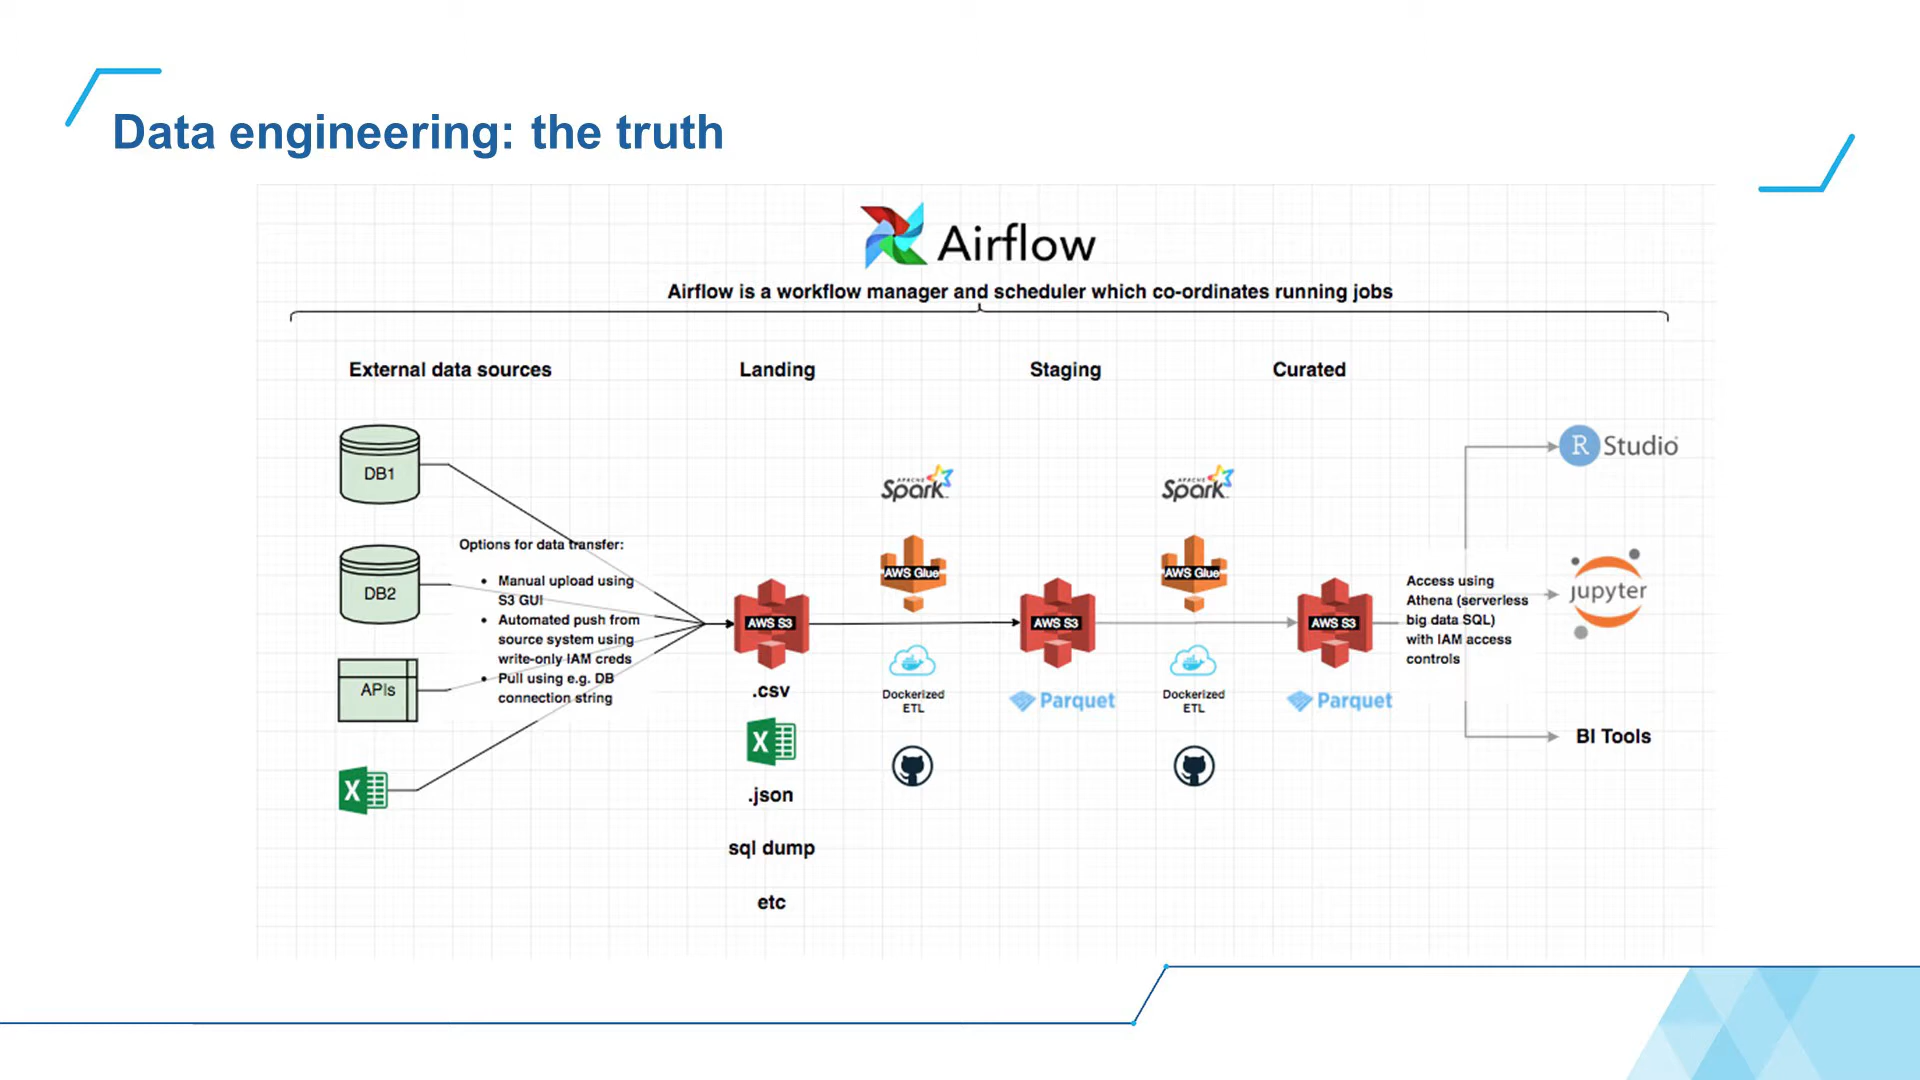 Data engineering: the truth
Airflow
Airflow is a workflow manager and scheduler which co-ordinates running jobs
External data sources
Landing
Staging
Curated
DB1
DB2
APIs
X
Options for data transfer:
• Manual upload using
S3 GUI
• Automated push from
source system using
write-only IAM creds
• Pull using e.g. DB
connection string
AWS S3
.csv
X
.json
sql dump
etc
APACHE
Spark
AWS Glue
Dockerized
ETL
AWS S3
Parquet
APACHE
Spark
AWS Glue
Dockerized
ETL
AWS S3
Parquet
Access using
Athena (serverless
big data SQL)
with IAM access
controls
R Studio
jupyter
BI Tools